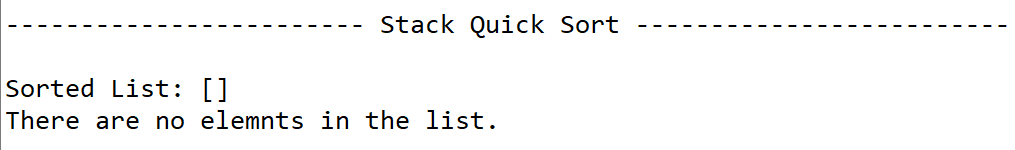 ------------------------ Stack Quick Sort -------------------------
Sorted List: []
There are no elemnts in the list.